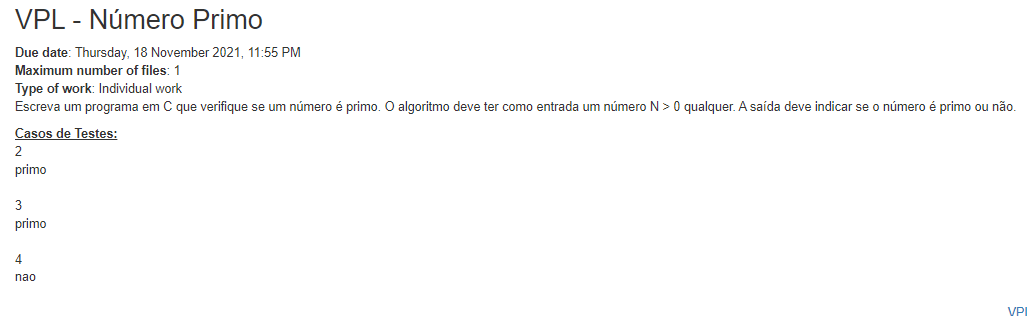 VPL - Número Primo
Due date: Thursday, 18 November 2021, 11:55 PM
Maximum number of files: 1
Type of work: Individual work
Escreva um programa em C que verifique se um número é primo. O algoritmo deve ter como entrada um número N > 0 qualquer. A saída deve indicar se o número é primo ou não.
Casos de Testes:
2
primo
3
primo
4
nao
VPL